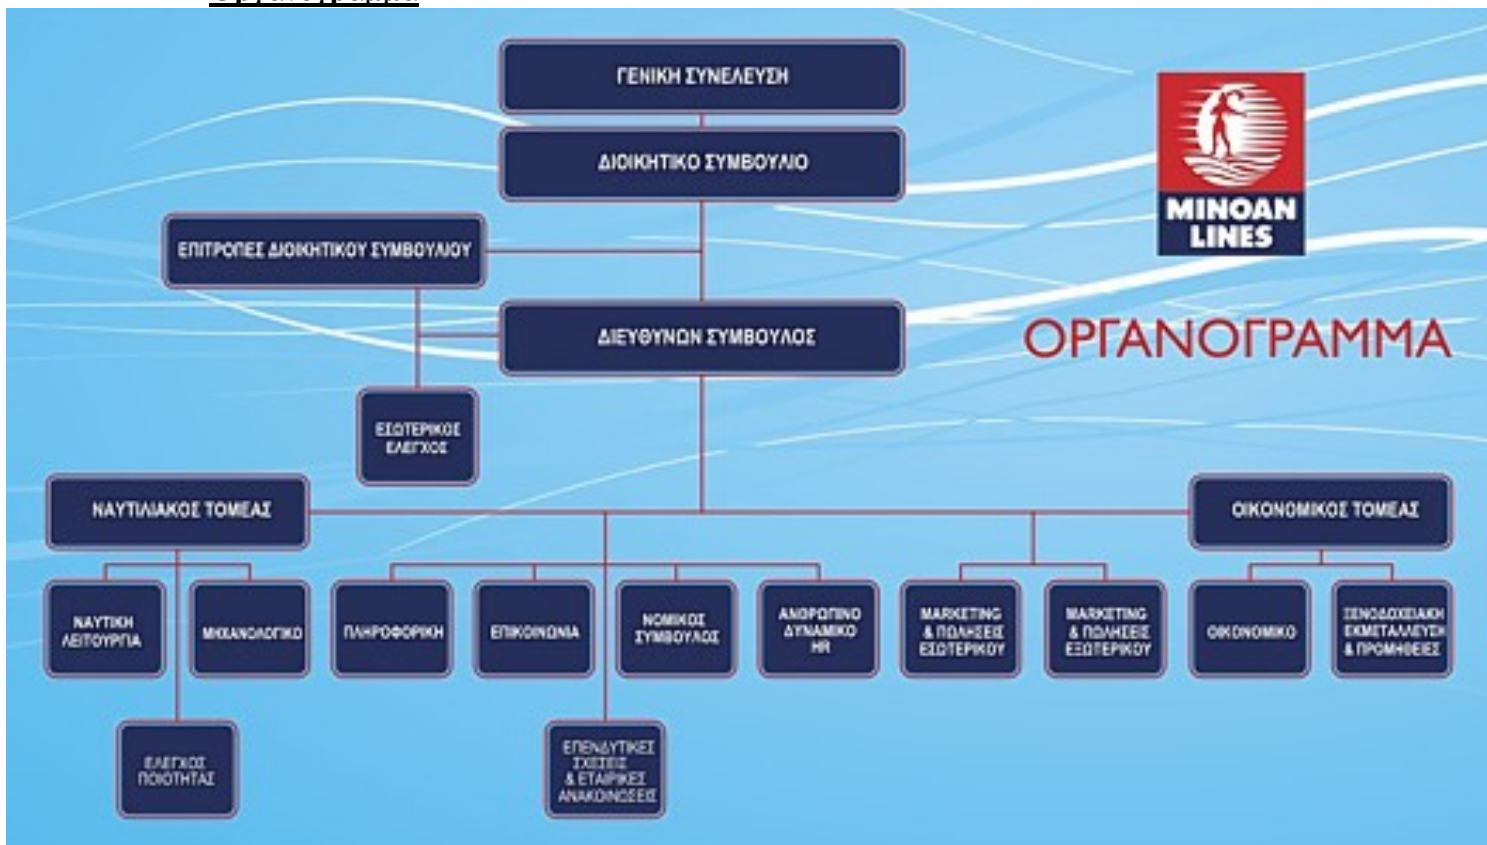 Οργανόγραμμα
ΓΕΝΙΚΗ ΣΥΝΕΛΕΥΣΗ
ΔΙΟΙΚΗΤΙΚΟ ΣΥΜΒΟΥΛΙΟ
MINOAN
LINES
ΕΠΙΤΡΟΠΕΣ ΔΙΟΙΚΗΤΙΚΟΥ ΣΥΜΒΟΥΛΙΟΥ
ΔΙΕΥΘΥΝΩΝ ΣΥΜΒΟΥΛΟΣ
ΟΡΓΑΝΟΓΡΑΜΜΑ
ΕΣΩΤΕΡΙΚΟΣ
ΕΛΕΓΧΟΣ
ΝΑΥΤΙΛΙΑΚΟΣ ΤΟΜΕΑΣ
ΟΙΚΟΝΟΜΙΚΟΣ ΤΟΜΕΑΣ
ΝΑΥΤΙΚΗ
ΛΕΙΤΟΥΡΓΙΑ
ΜΗΧΑΝΟΛΟΓΙΚΟ
ΠΛΗΡΟΦΟΡΙΚΗ
ΕΠΙΚΟΙΝΩΝΙΑ
ΝΟΜΙΚΟΣ
ΣΥΜΒΟΥΛΟΣ
ΑΝΘΡΩΠΙΝΟ
ΔΥΝΑΜΙΚΟ
HR
MARKETING
& ΠΩΛΗΣΕΙΣ
ΕΣΩΤΕΡΙΚΟΥ
MARKETING
& ΠΩΛΗΣΕΙΣ
ΕΞΩΤΕΡΙΚΟΥ
ΟΙΚΟΝΟΜΙΚΟ
ΞΕΝΟΔΟΧΕΙΑΚΗ
ΕΚΜΕΤΑΛΛΕΥΣΗ
& ΠΡΟΜΗΘΕΙΕΣ
ΕΛΕΓΧΟΣ
ΠΟΙΟΤΗΤΑΣ
ΕΠΕΝΔΥΤΙΚΕΣ
ΣΧΕΣΕΙΣ
& ΕΤΑΙΡΙΚΕΣ
ΑΝΑΚΟΙΝΩΣΕΙΣ